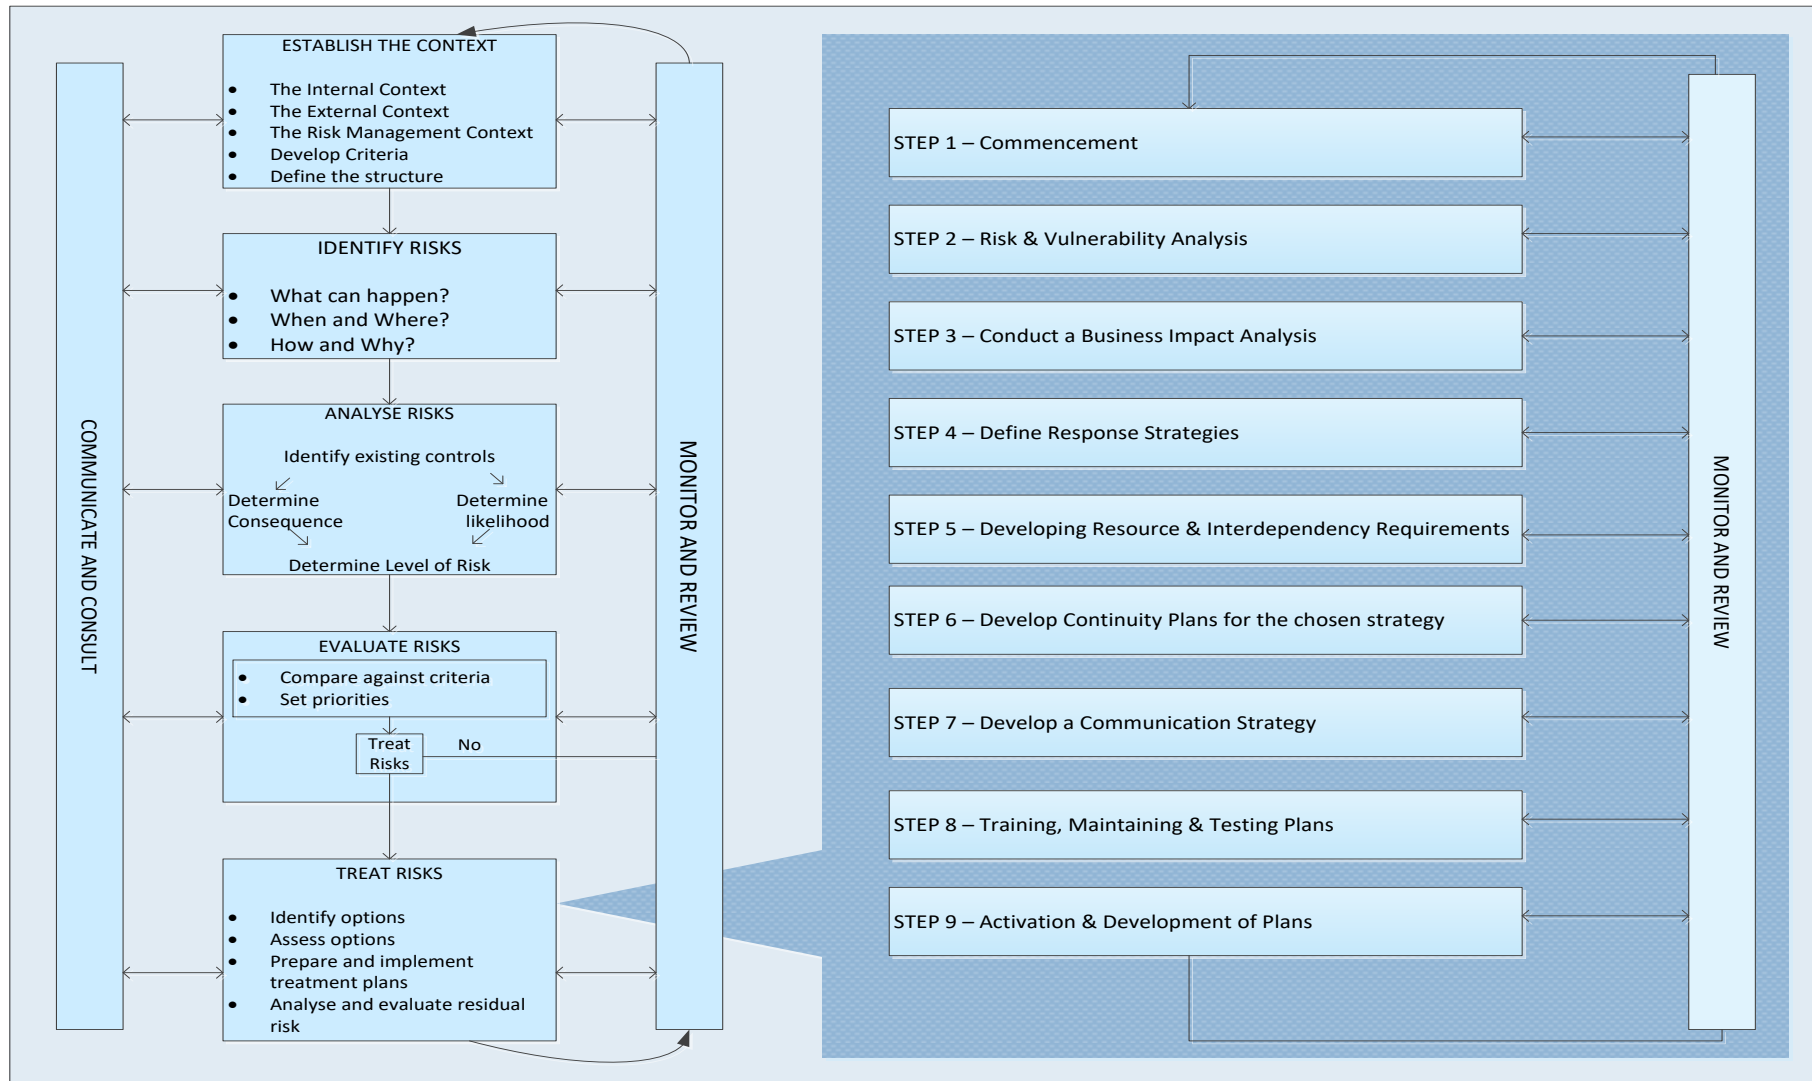 COMMUNICATE AND CONSULT
ESTABLISH THE CONTEXT
• The Internal Context
• The External Context
• The Risk Management Context
• Develop Criteria
• Define the structure
IDENTIFY RISKS
• What can happen?
• When and Where?
• How and Why?
ANALYSE RISKS
Identify existing controls
Determine
Consequence
Determine
likelihood
Determine Level of Risk
EVALUATE RISKS
• Compare against criteria
• Set priorities
Treat
Risks
No
TREAT RISKS
• Identify options
• Assess options
• Prepare and implement
treatment plans
• Analyse and evaluate residual
risk
MONITOR AND REVIEW
STEP 1 – Commencement
STEP 2 – Risk & Vulnerability Analysis
STEP 3 – Conduct a Business Impact Analysis
STEP 4 – Define Response Strategies
STEP 5 – Developing Resource & Interdependency Requirements
STEP 6 – Develop Continuity Plans for the chosen strategy
STEP 7 – Develop a Communication Strategy
STEP 8 – Training, Maintaining & Testing Plans
STEP 9 – Activation & Development of Plans
MONITOR AND REVIEW